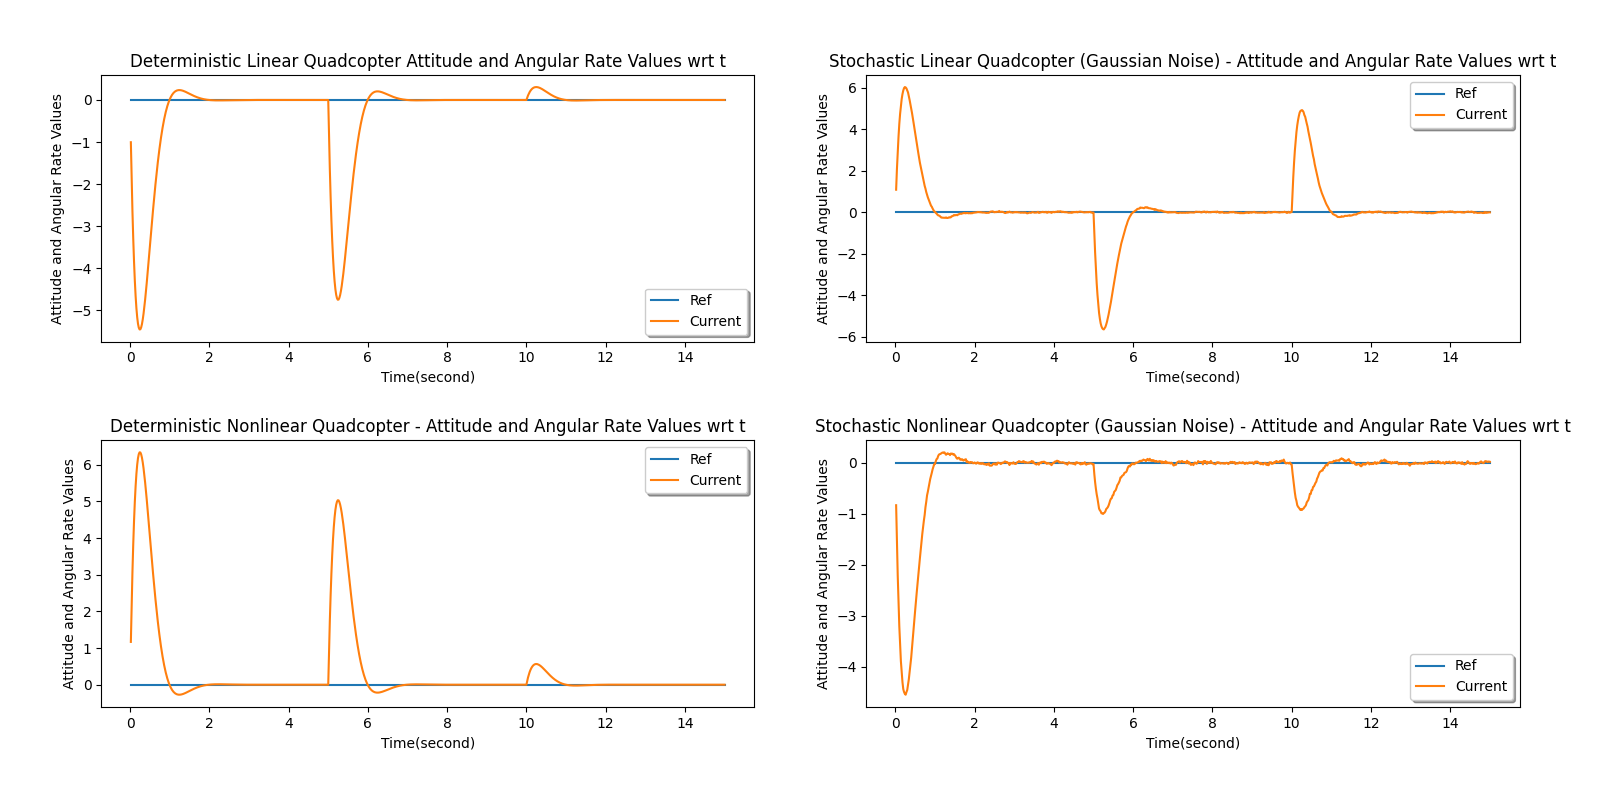 Deterministic Linear Quadcopter Attitude and Angular Rate Values wrt t
Attitude and Angular Rate Values
0
−1
−2
−3
−4
−5
Ref
Current
0 2 4 6 8 10 12 14
Time(second)
Stochastic Linear Quadcopter (Gaussian Noise) - Attitude and Angular Rate Values wrt t
Attitude and Angular Rate Values
6
4
2
0
−2
−4
−6
Ref
Current
0 2 4 6 8 10 12 14
Time(second)
Deterministic Nonlinear Quadcopter - Attitude and Angular Rate Values wrt t
Attitude and Angular Rate Values
6
5
4
3
2
1
0
Ref
Current
0 2 4 6 8 10 12 14
Time(second)
Stochastic Nonlinear Quadcopter (Gaussian Noise) - Attitude and Angular Rate Values wrt t
Attitude and Angular Rate Values
0
−1
−2
−3
−4
Ref
Current
0 2 4 6 8 10 12 14
Time(second)